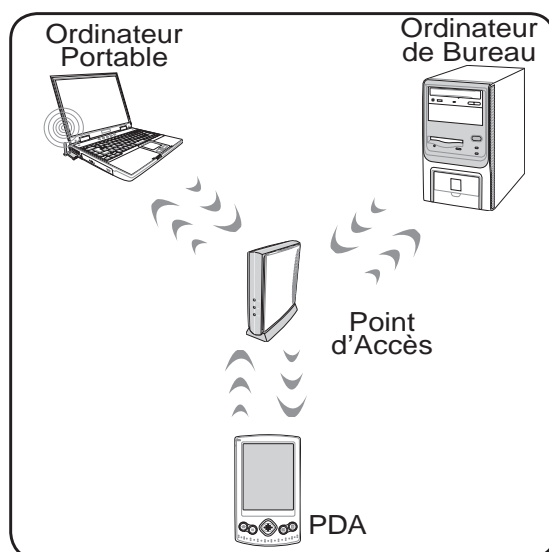 Ordinateur
Portable
Ordinateur
de Bureau
Point
d'Accès
PDA